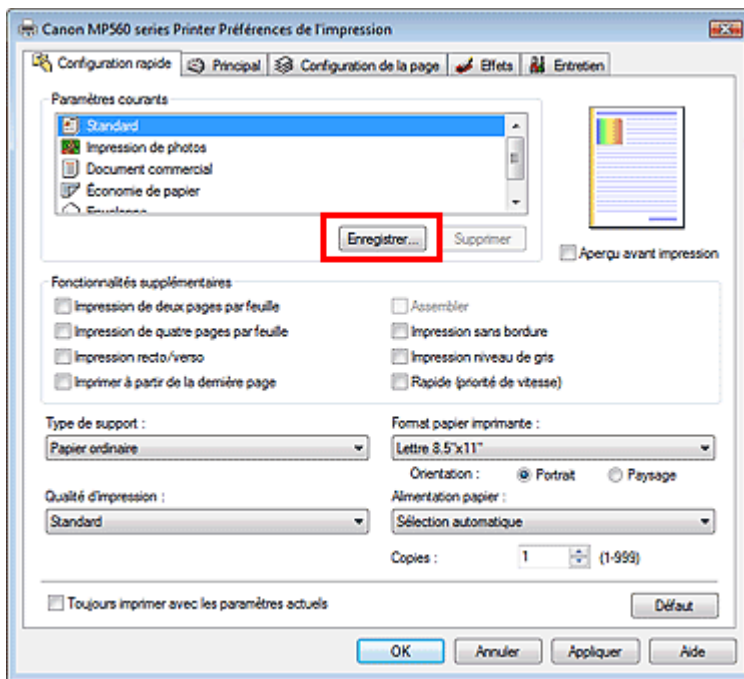 Canon MP560 series Printer Préférences de l'impression
Configuration rapide Principal Configuration de la page Effets Entretien
Paramètres courants
Standard
Impression de photos
Document commercial
Économie de papier
Enregistrer... Supprimer
Aperçu avant impression
Fonctionnalités supplémentaires
Impression de deux pages par feuille Assembler
Impression de quatre pages par feuille Impression sans bordure
Impression recto/verso Impression niveau de gris
Imprimer à partir de la dernière page Rapide (priorité de vitesse)
Type de support : Format papier imprimante :
Papier ordinaire Lettre 8.5"x11"
Orientation : Portrait Paysage
Qualité d'impression : Alimentation papier :
Standard Sélection automatique
Copies : 1 (1-999)
Toujours imprimer avec les paramètres actuels Défaut
OK Annuler Appliquer Aide